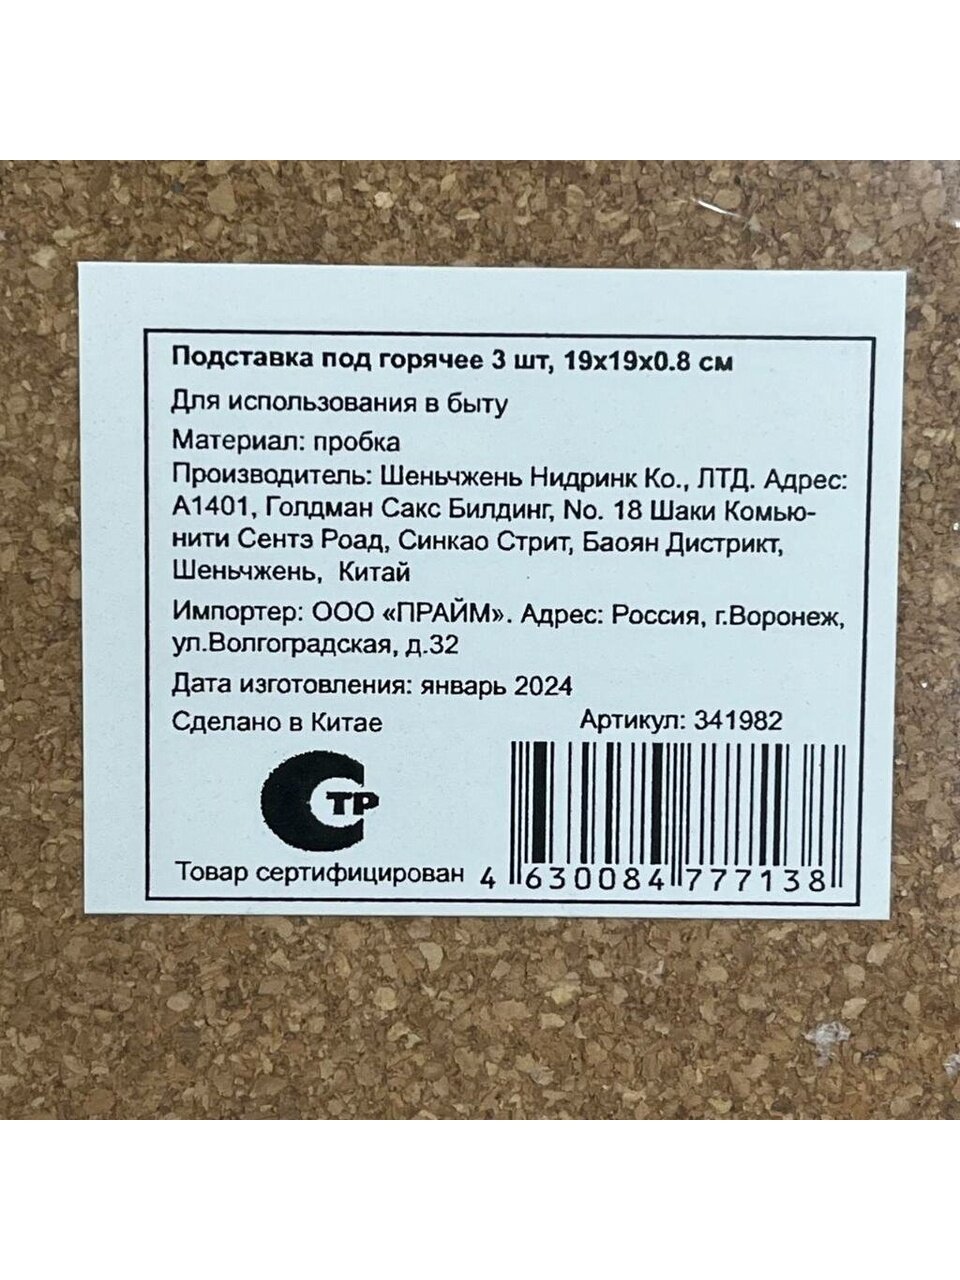 Подставка под горячее 3 шт, 19x19x0.8 см
Для использования в быту
Материал: пробка
Производитель: Шеньчжень Нидринк Ко., ЛТД. Адрес:
А1401, Голдман Сакс Билдинг, No. 18 Шаки Комью-
нити Сентэ Роад, Синкао Стрит, Баоян Дистрикт,
Шеньчжень, Китай
Импортер: ООО «ПРАЙМ». Адрес: Россия, г.Воронеж,
ул.Волгоградская, д.32
Дата изготовления: январь 2024
Сделано в Китае
Артикул: 341982
СТР
Товар сертифицирован
4 630084 777138